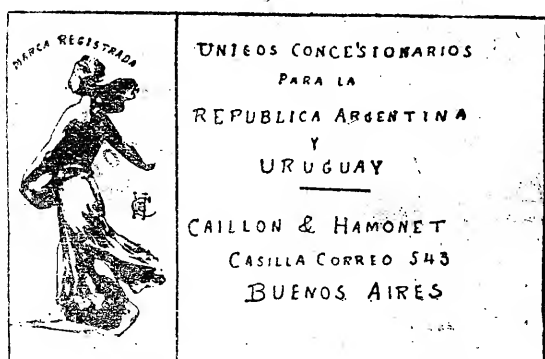 MARCA REGISTRADA
UNICOS CONCESIONARIOS
PARA LA
REPUBLICA ARGENTINA
Y
URUGUAY
CAILLON & HAMONET
CASILLA CORREO 543
BUENOS AIRES